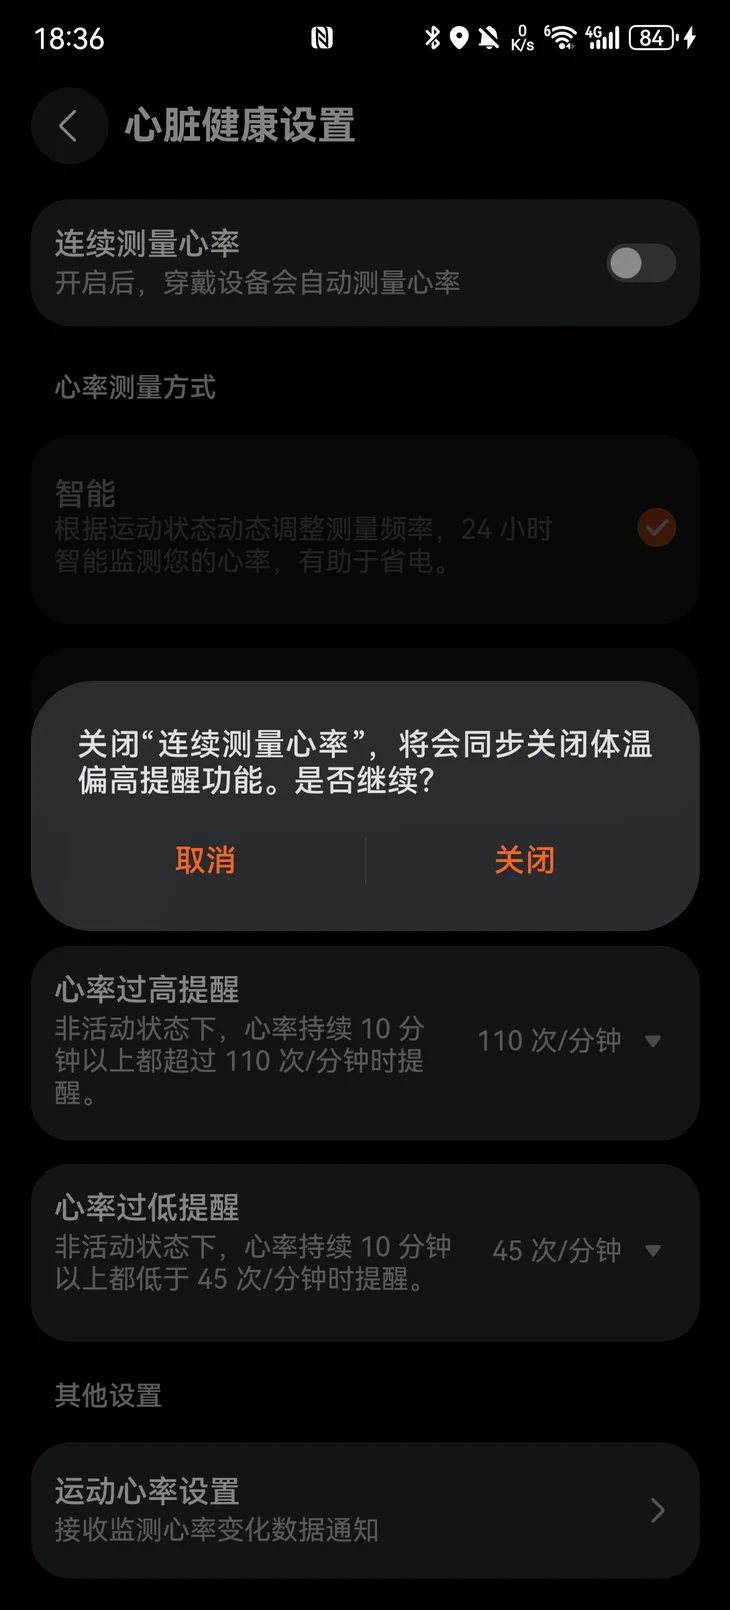 18:36
0 K/s
6
4G
84
心脏健康设置
连续测量心率
开启后，穿戴设备会自动测量心率
心率测量方式
智能
根据运动状态动态调整测量频率，24 小时
智能监测您的心率，有助于省电。
关闭“连续测量心率”，将会同步关闭体温
偏高提醒功能。是否继续？
取消
关闭
心率过高提醒
非活动状态下，心率持续 10 分
钟以上都超过 110 次/分钟时提
醒。
110 次/分钟
心率过低提醒
非活动状态下，心率持续 10 分钟
以上都低于 45 次/分钟时提醒。
45 次/分钟
其他设置
运动心率设置
接收监测心率变化数据通知